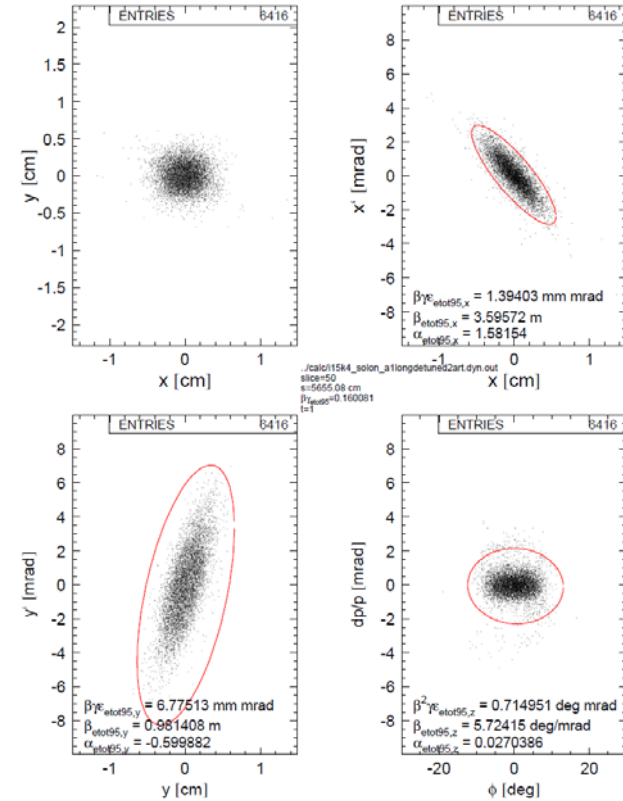 ENTRIES 6416
2
1.5
1
0.5
0
-0.5
-1
-1.5
-2
y [cm]
-1 0 1
x [cm]
ENTRIES 6416
8
6
4
2
0
-2
-4
-6
-8
x' [mrad]
βγε_etot95,x = 1.39403 mm mrad
β_etot95,x = 3.59572 m
α_etot95,x = 1.58154
-1 0 1
x [cm]
../calc/i15k4_solon_a1longdetuned2art.dyn.out
slice=50
s=5655.08 cm
βγ_etot95=0.160081
t=1
ENTRIES 6416
8
6
4
2
0
-2
-4
-6
-8
y' [mrad]
βγε_etot95,y = 6.77513 mm mrad
β_etot95,y = 0.981408 m
α_etot95,y = -0.599882
-1 0 1
y [cm]
ENTRIES 6416
8
6
4
2
0
-2
-4
-6
-8
dp/p [mrad]
β²γε_etot95,z = 0.714951 deg mrad
β_etot95,z = 5.72415 deg/mrad
α_etot95,z = 0.0270386
-20 0 20
ϕ [deg]